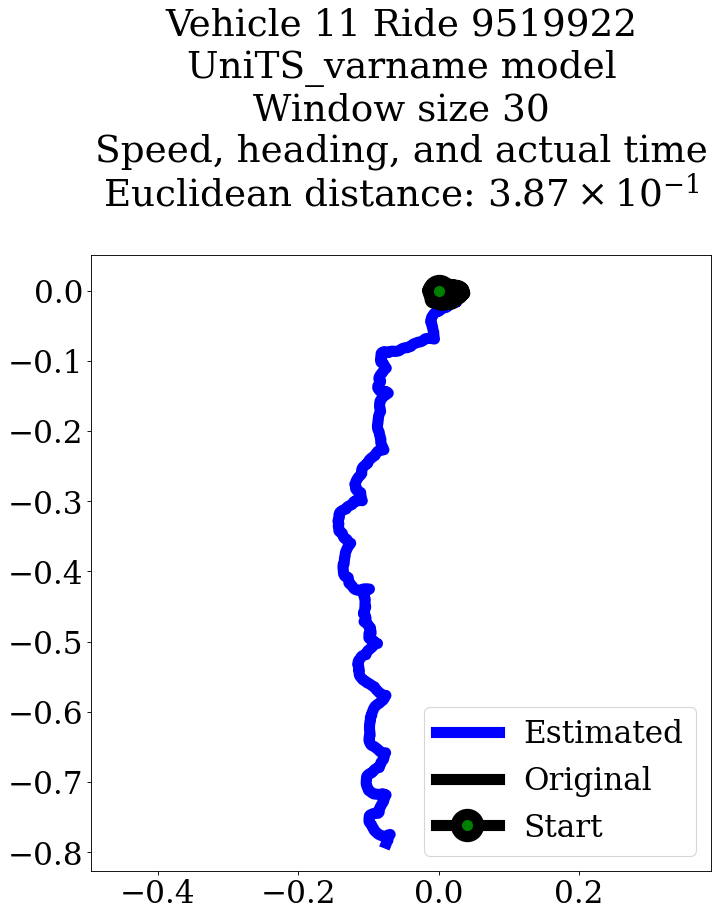 Vehicle 11 Ride 9519922
UniTS_varname model
Window size 30
Speed, heading, and actual time
Euclidean distance: $3.87 × 10^{-1}$
0.0
−0.1
−0.2
−0.3
−0.4
−0.5
−0.6
−0.7
−0.8
Estimated
Original
Start
−0.4
−0.2
0.0
0.2